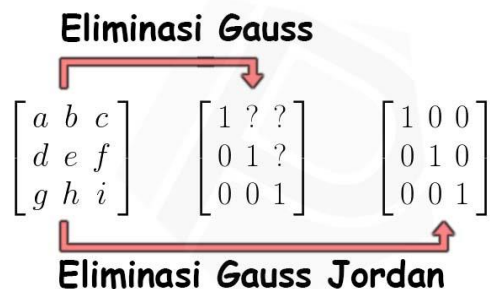 Eliminasi Gauss
a b c 1 ? ? 1 0 0
d e f 0 1 ? 0 1 0
g h i 0 0 1 0 0 1
Eliminasi Gauss Jordan